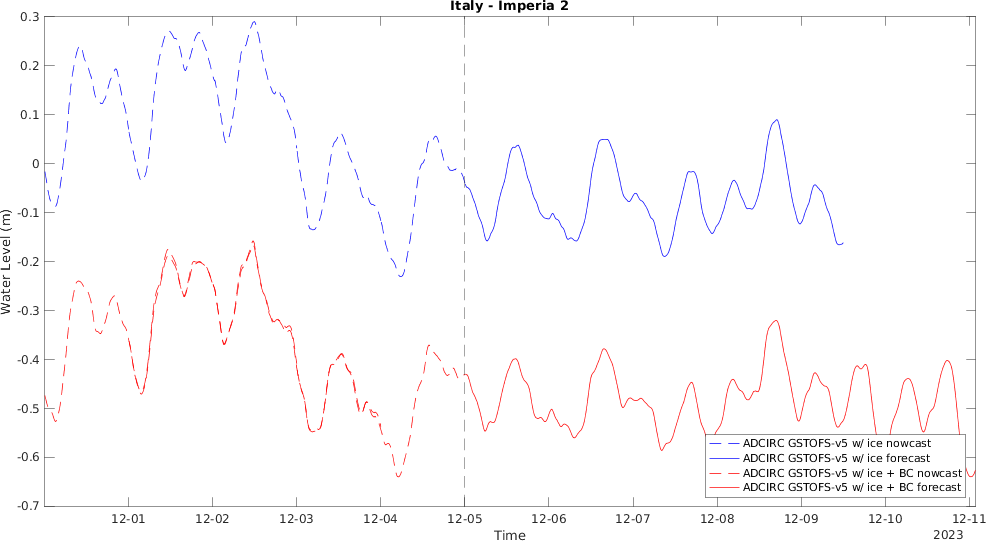 Italy - Imperia 2
0.3
0.2
0.1
0
-0.1
-0.2
-0.3
-0.4
-0.5
-0.6
-0.7
Water Level (m)
ADCIRC GSTOFS-v5 w/ ice nowcast
ADCIRC GSTOFS-v5 w/ ice forecast
ADCIRC GSTOFS-v5 w/ ice + BC nowcast
ADCIRC GSTOFS-v5 w/ ice + BC forecast
12-01 12-02 12-03 12-04 12-05 12-06 12-07 12-08 12-09 12-10 12-11
Time
2023